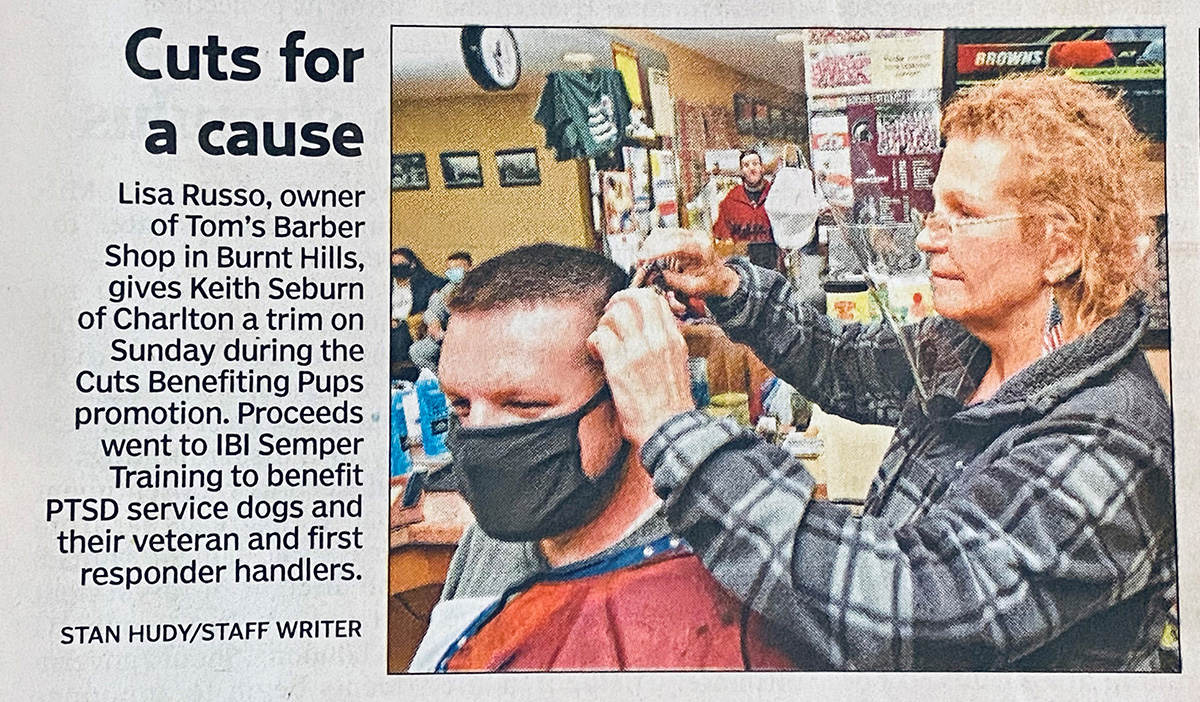 Cuts for
a cause
Lisa Russo, owner
of Tom's Barber
Shop in Burnt Hills,
gives Keith Seburn
of Charlton a trim on
Sunday during the
Cuts Benefiting Pups
promotion. Proceeds
went to IBI Semper
Training to benefit
PTSD service dogs and
their veteran and first
responder handlers.
STAN HUDY/STAFF WRITER
BROWNS